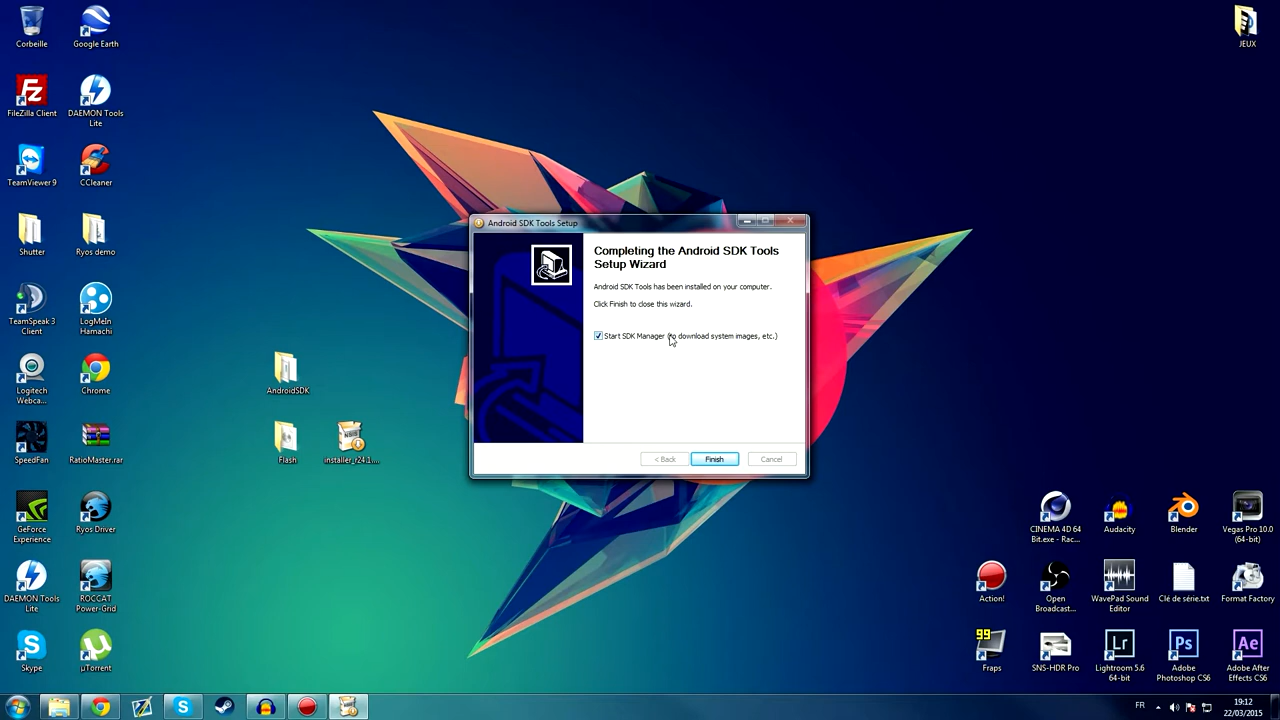 Corbeille
Google Earth
JEUX
FileZilla Client
DAEMON Tools
Lite
TeamViewer 9
CCleaner
Shutter
Ryos demo
TeamSpeak 3
Client
LogMeIn
Hamachi
Logitech
Webca...
Chrome
AndroidSDK
SpeedFan
RatioMaster.rar
Flash
installer_r24.1....
GeForce
Experience
Ryos Driver
DAEMON Tools
Lite
ROCCAT
Power-Grid
Skype
µTorrent
Android SDK Tools Setup
Completing the Android SDK Tools
Setup Wizard
Android SDK Tools has been installed on your computer.
Click Finish to close this wizard.
Start SDK Manager (to download system images, etc.)
< Back
Finish
Cancel
CINEMA 4D 64
Bit.exe - Rac...
Audacity
Blender
Vegas Pro 10.0
(64-bit)
Action!
Open
Broadcast...
WavePad Sound
Editor
Clé de série.txt
Format Factory
99
Fraps
SNS-HDR Pro
Lr
Lightroom 5.6
64-bit
Ps
Adobe
Photoshop CS6
Ae
Adobe After
Effects CS6
FR
19:12
22/03/2015